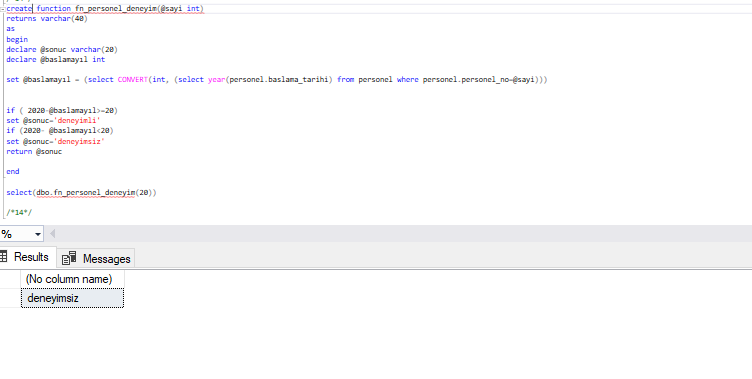 create function fn_personel_deneyim(@sayi int)
returns varchar(40)
as
begin
declare @sonuc varchar(20)
declare @baslamayıl int
set @baslamayıl = (select CONVERT(int, (select year(personel.baslama_tarihi) from personel where personel.personel_no=@sayi)))
if ( 2020-@baslamayıl>=20)
set @sonuc='deneyimli'
if (2020- @baslamayıl<20)
set @sonuc='deneyimsiz'
return @sonuc
end
select(dbo.fn_personel_deneyim(20))
/*14*/
%
Results Messages
(No column name)
deneyimsiz